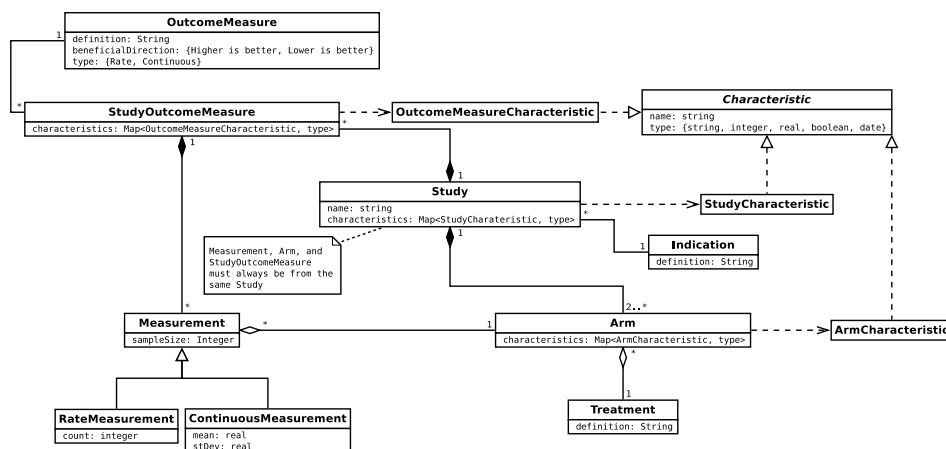 OutcomeMeasure
definition: String
beneficialDirection: {Higher is better, Lower is better}
type: {Rate, Continuous}
1
*
StudyOutcomeMeasure
characteristics: Map<OutcomeMeasureCharacteristic, type>
1
*
OutcomeMeasureCharacteristic
Characteristic
name: string
type: {string, integer, real, boolean, date}
1
Study
name: string
characteristics: Map<StudyCharateristic, type>
1
*
StudyCharacteristic
1
Indication
definition: String
Measurement, Arm, and
StudyOutcomeMeasure
must always be from the
same Study
*
2..*
Measurement
sampleSize: Integer
*
1
Arm
characteristics: Map<ArmCharacteristic, type>
*
ArmCharacteristic
1
RateMeasurement
count: integer
ContinuousMeasurement
mean: real
stDev: real
Treatment
definition: String